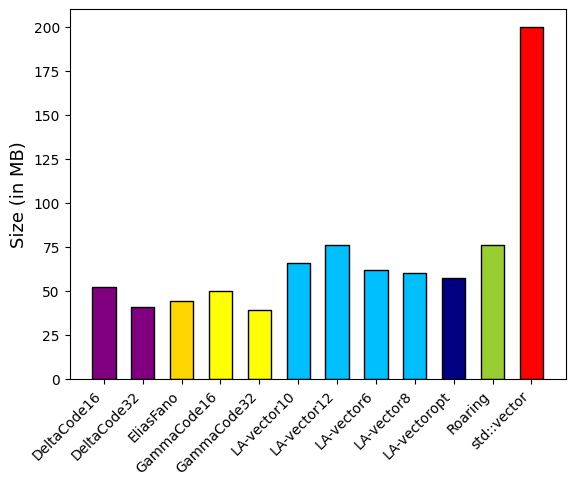 200
175
150
125
100
75
50
25
0
Size (in MB)
DeltaCode16
DeltaCode32
EliasFano
GammaCode16
GammaCode32
LA-vector10
LA-vector12
LA-vector6
LA-vector8
LA-vectoropt
Roaring
std::vector